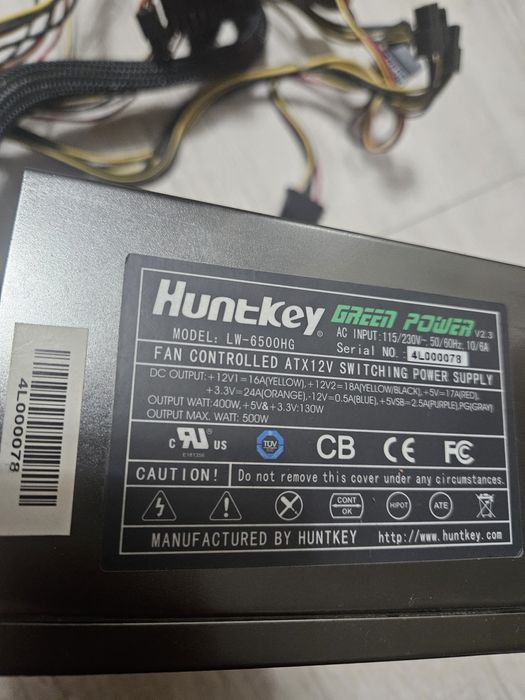 Huntkey® GREEN POWER V2.3
MODEL: LW-6500HG
AC INPUT:115/230V~ 50/60Hz 10/6A
Serial NO.: 4L000078
FAN CONTROLLED ATX12V SWITCHING POWER SUPPLY
DC OUTPUT:+12V1=16A(YELLOW),+12V2=18A(YELLOW/BLACK),+5V=17A(RED),
+3.3V=24A(ORANGE),-12V=0.5A(BLUE),+5VSB=2.5A(PURPLE),PG(GRAY)
OUTPUT WATT:400W,+5V&+3.3V:130W
OUTPUT MAX. WATT: 500W
c RU US
E181356
TÜV
CB CE FC
CAUTION! Do not remove this cover under any circumstances.
CONT OK
HIPOT
ATE
MANUFACTURED BY HUNTKEY http://www.huntkey.com
4L000078